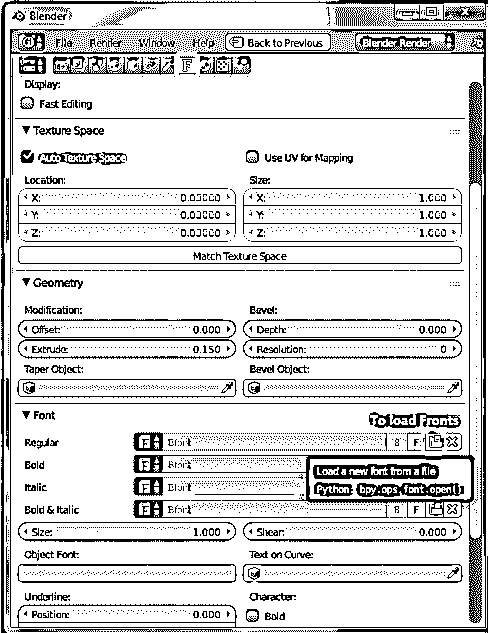 Blender
File Render Window Help Back to Previous Blender Render
Display:
Fast Editing
Texture Space
Auto Texture Space Use UV for Mapping
Location: Size:
X: 0.00000 X: 1.000
Y: 0.00000 Y: 1.000
Z: 0.00000 Z: 1.000
Match Texture Space
Geometry
Modification: Bevel:
Offset: 0.000 Depth: 0.000
Extrude: 0.150 Resolution: 0
Taper Object: Bevel Object:
Font
To load Fronts
Regular F Bfont 8 F
Bold F Bfont
Load a new font from a file
Italic F Bfont
Python: bpy.ops.font.open()
Bold & Italic F Bfont 8 F
Size: 1.000 Shear: 0.000
Object Font: Text on Curve:
Underline: Character:
Position: 0.000 Bold